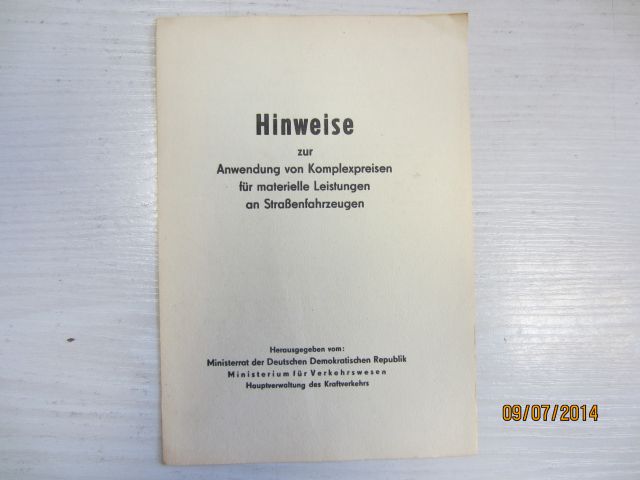 Hinweise
zur
Anwendung von Komplexpreisen
für materielle Leistungen
an Straßenfahrzeugen
Herausgegeben vom:
Ministerrat der Deutschen Demokratischen Republik
Ministerium für Verkehrswesen
Hauptverwaltung des Kraftverkehrs
09/07/2014